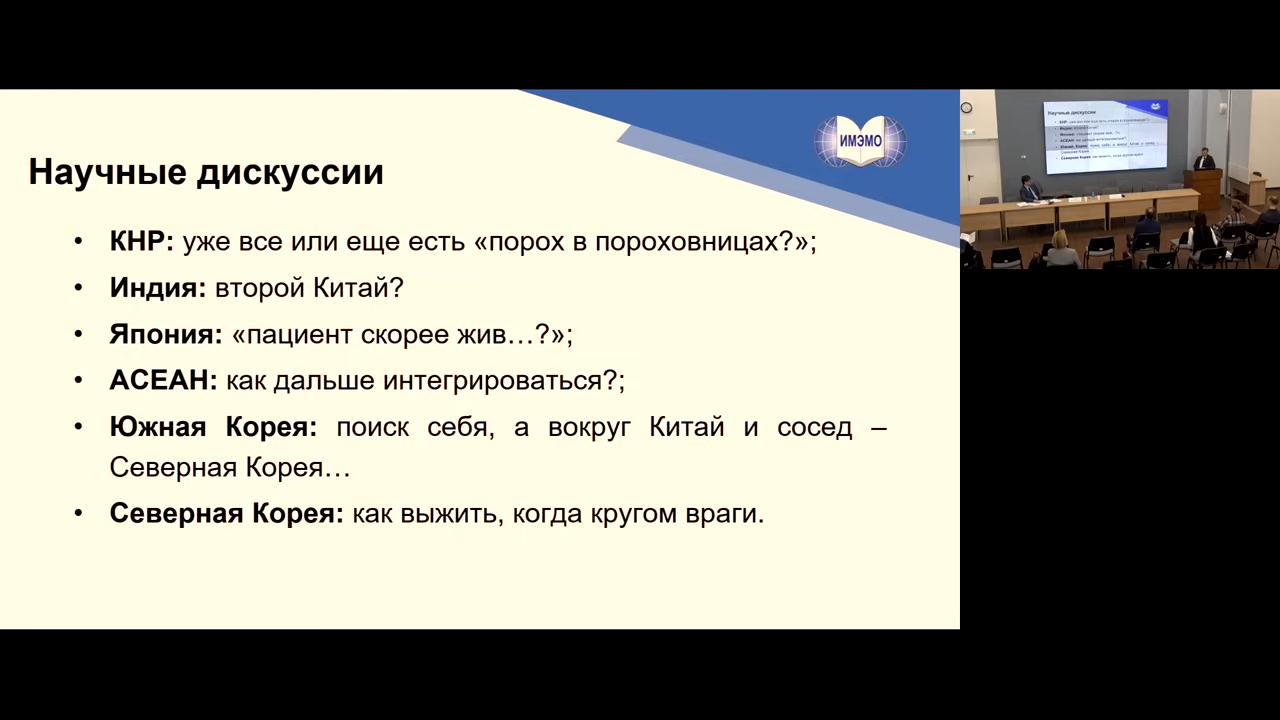 ИМЭМО
Научные дискуссии
• КНР: уже все или еще есть «порох в пороховницах?»;
• Индия: второй Китай?
• Япония: «пациент скорее жив…?»;
• АСЕАН: как дальше интегрироваться?;
• Южная Корея: поиск себя, а вокруг Китай и сосед –
Северная Корея…
• Северная Корея: как выжить, когда кругом враги.
Научные дискуссии